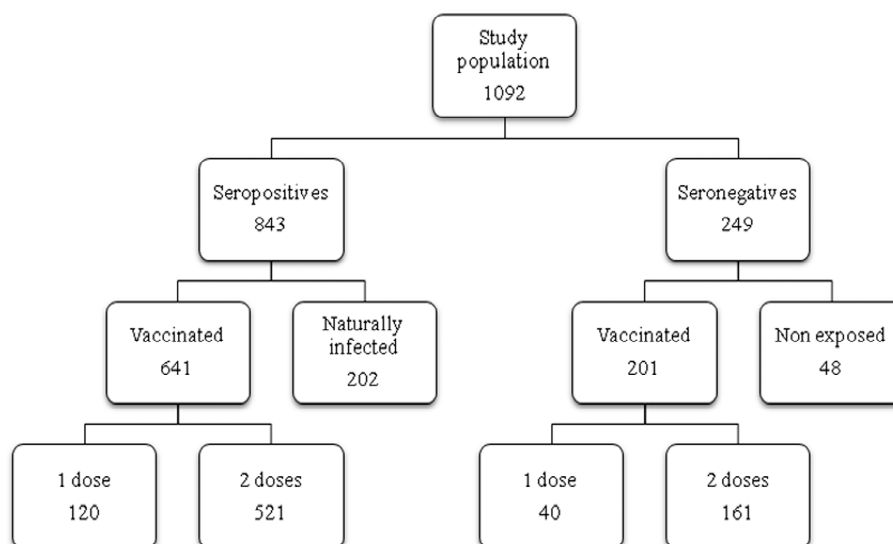 Study
population
1092
Seropositives
843
Seronegatives
249
Vaccinated
641
Naturally
infected
202
Vaccinated
201
Non exposed
48
1 dose
120
2 doses
521
1 dose
40
2 doses
161